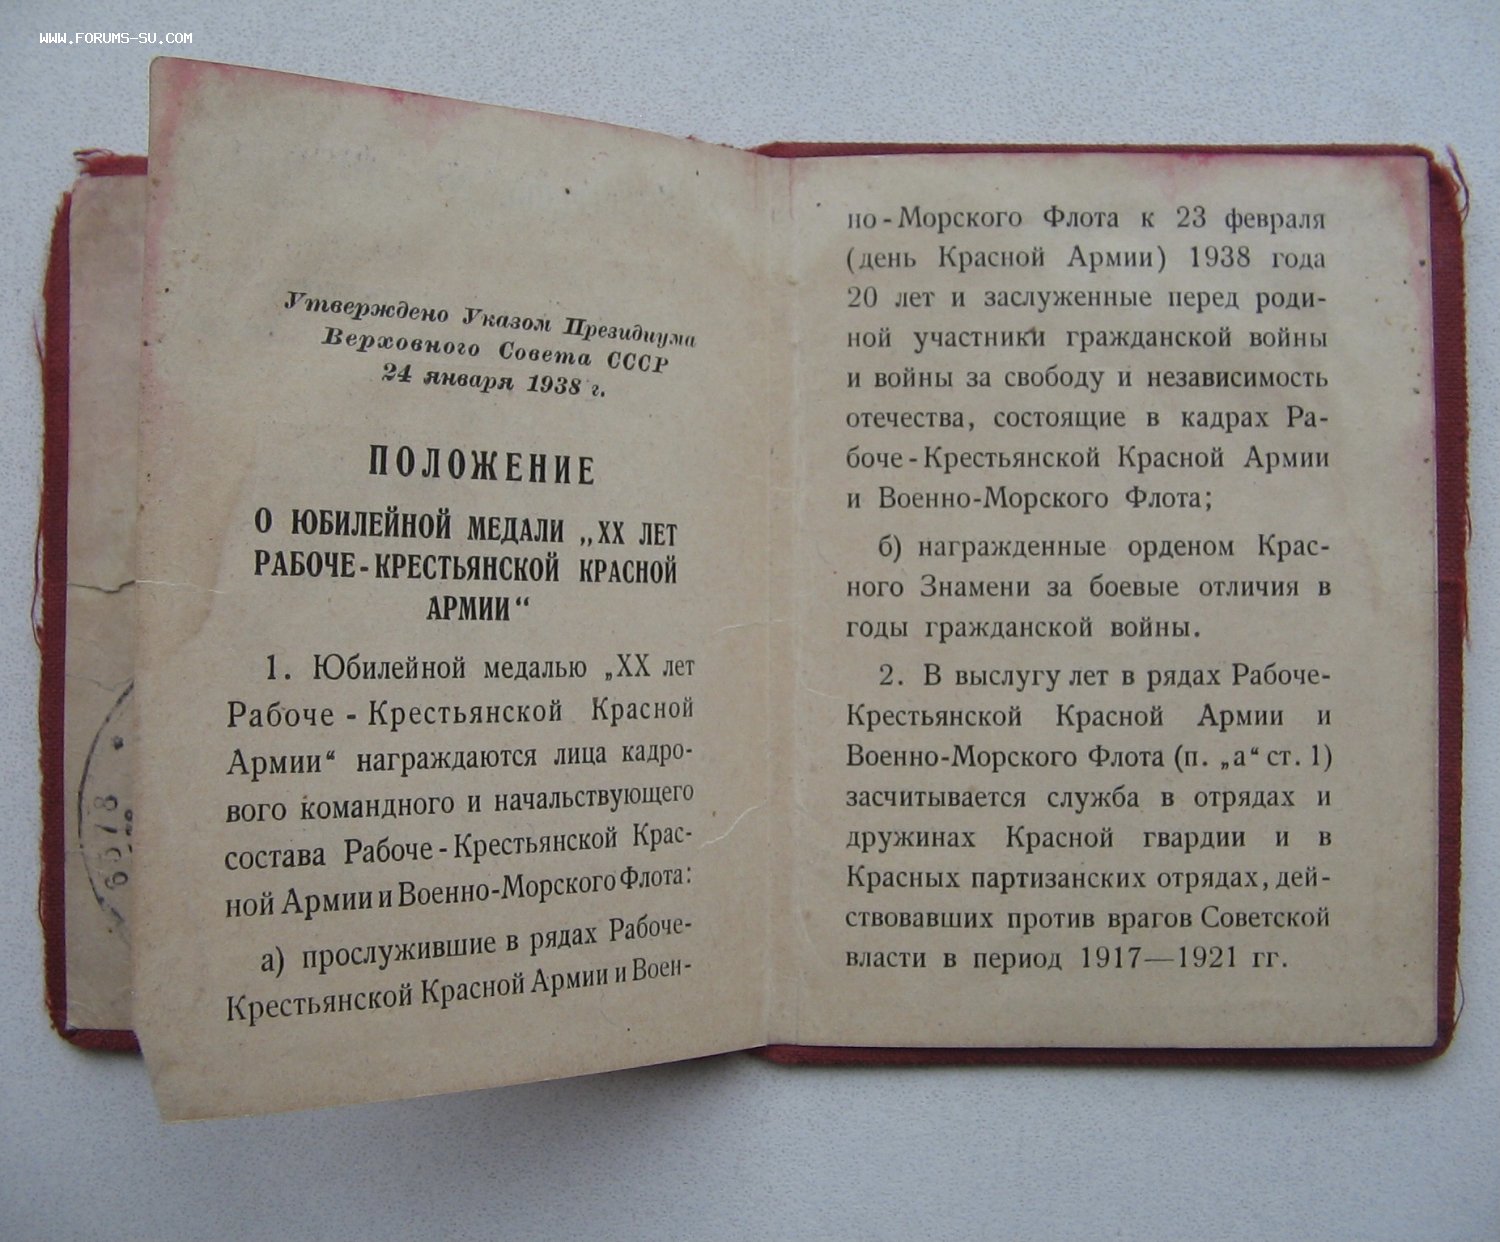 WWW.FORUMS-SU.COM
Утверждено Указом Президиума
Верховного Совета СССР
24 января 1938 г.
ПОЛОЖЕНИЕ
О ЮБИЛЕЙНОЙ МЕДАЛИ „XX ЛЕТ
РАБОЧЕ-КРЕСТЬЯНСКОЙ КРАСНОЙ
АРМИИ“
1. Юбилейной медалью „XX лет
Рабоче - Крестьянской Красной
Армии“ награждаются лица кадро-
вого командного и начальствующего
состава Рабоче - Крестьянской Крас-
ной Армии и Военно-Морского Флота:
а) прослужившие в рядах Рабоче-
Крестьянской Красной Армии и Воен-
но - Морского Флота к 23 февраля
(день Красной Армии) 1938 года
20 лет и заслуженные перед роди-
ной участники гражданской войны
и войны за свободу и независимость
отечества, состоящие в кадрах Ра-
боче - Крестьянской Красной Армии
и Военно-Морского Флота;
б) награжденные орденом Крас-
ного Знамени за боевые отличия в
годы гражданской войны.
2. В выслугу лет в рядах Рабоче-
Крестьянской Красной Армии и
Военно-Морского Флота (п. „а“ ст. 1)
засчитывается служба в отрядах и
дружинах Красной гвардии и в
Красных партизанских отрядах, дей-
ствовавших против врагов Советской
власти в период 1917—1921 гг.